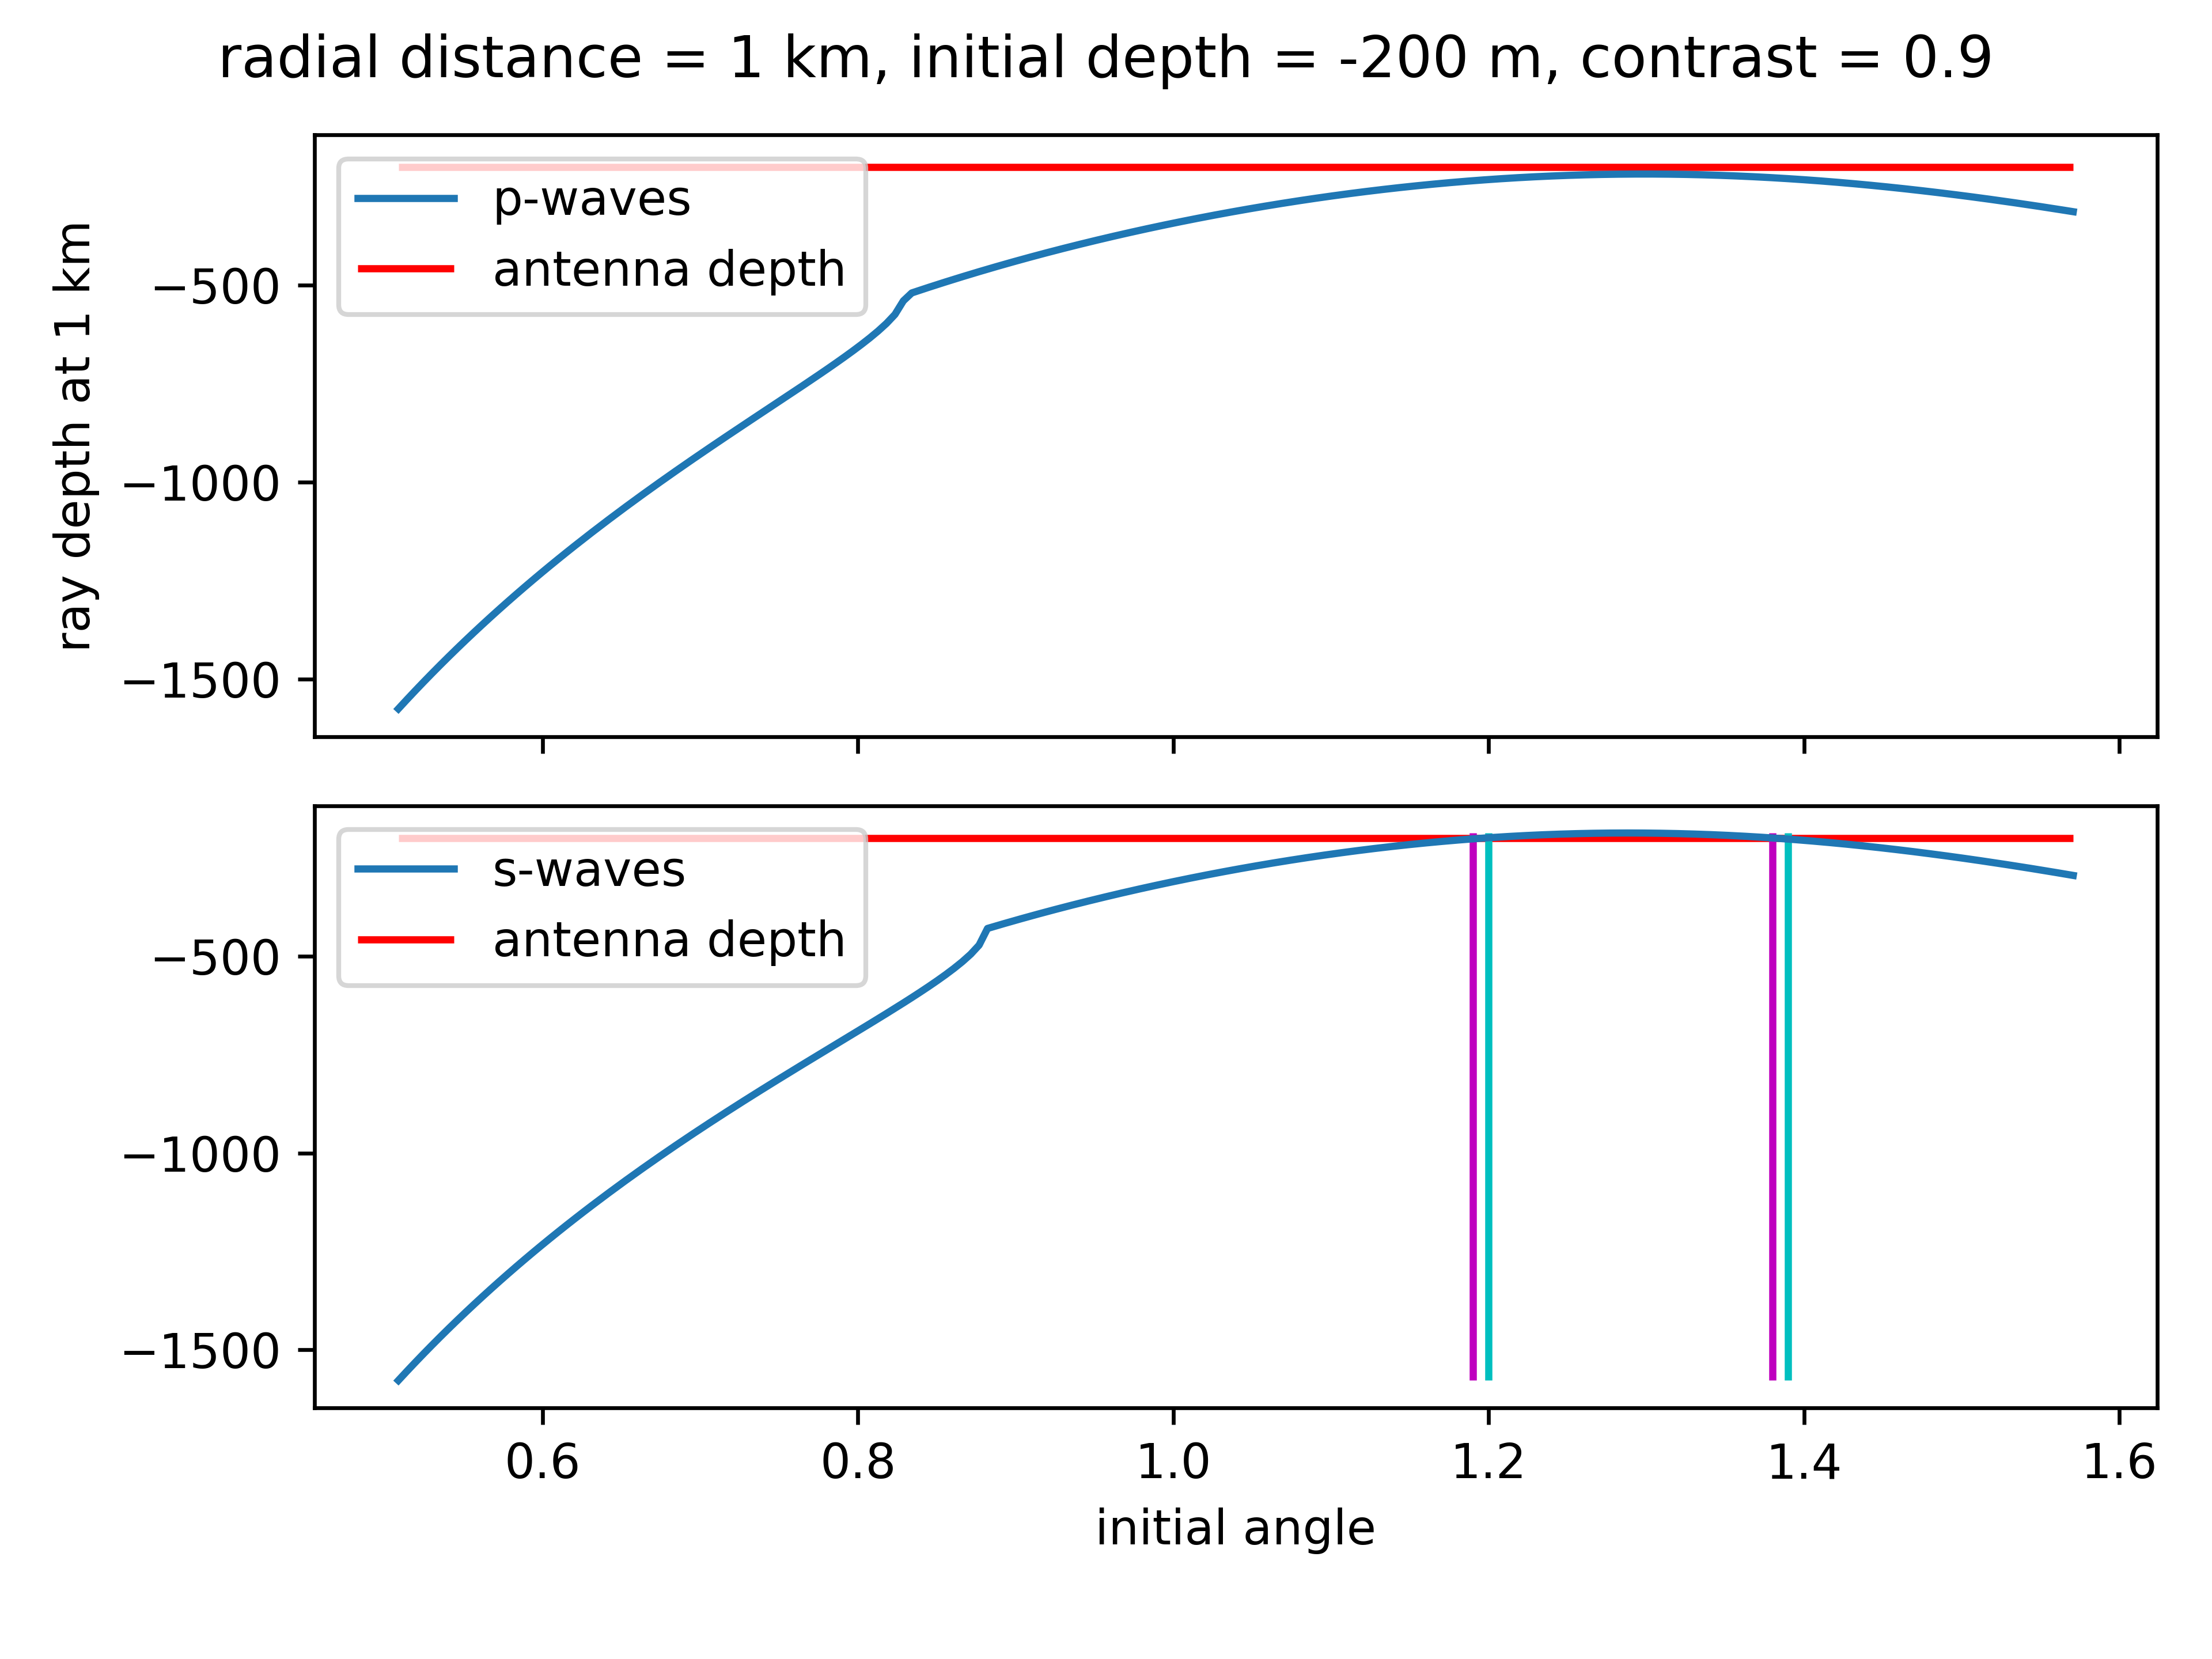 radial distance = 1 km, initial depth = -200 m, contrast = 0.9
p-waves
antenna depth
ray depth at 1 km
−500
−1000
−1500
s-waves
antenna depth
−500
−1000
−1500
0.6 0.8 1.0 1.2 1.4 1.6
initial angle